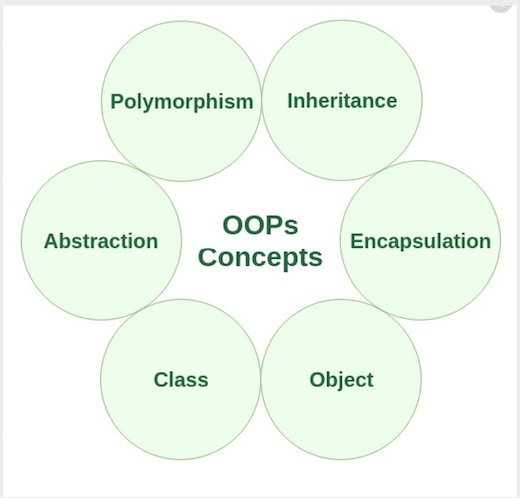 Polymorphism
Inheritance
Abstraction
OOPs
Concepts
Encapsulation
Class
Object